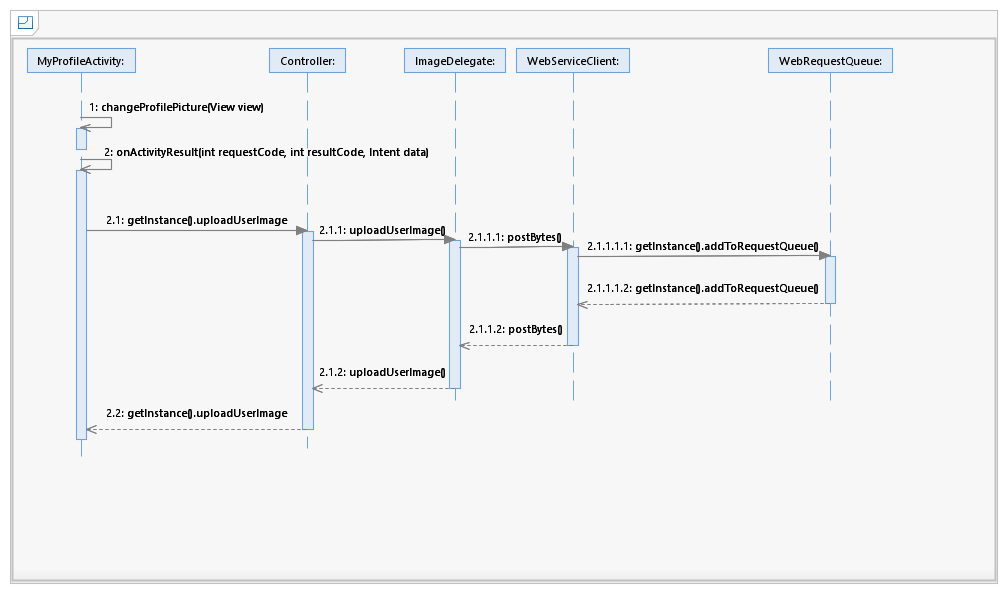 MyProfileActivity:
Controller:
ImageDelegate:
WebServiceClient:
WebRequestQueue:
1: changeProfilePicture(View view)
2: onActivityResult(int requestCode, int resultCode, Intent data)
2.1: getInstance().uploadUserImage
2.1.1: uploadUserImage()
2.1.1.1: postBytes()
2.1.1.1.1: getInstance().addToRequestQueue()
2.1.1.1.2: getInstance().addToRequestQueue()
2.1.1.2: postBytes()
2.1.2: uploadUserImage()
2.2: getInstance().uploadUserImage